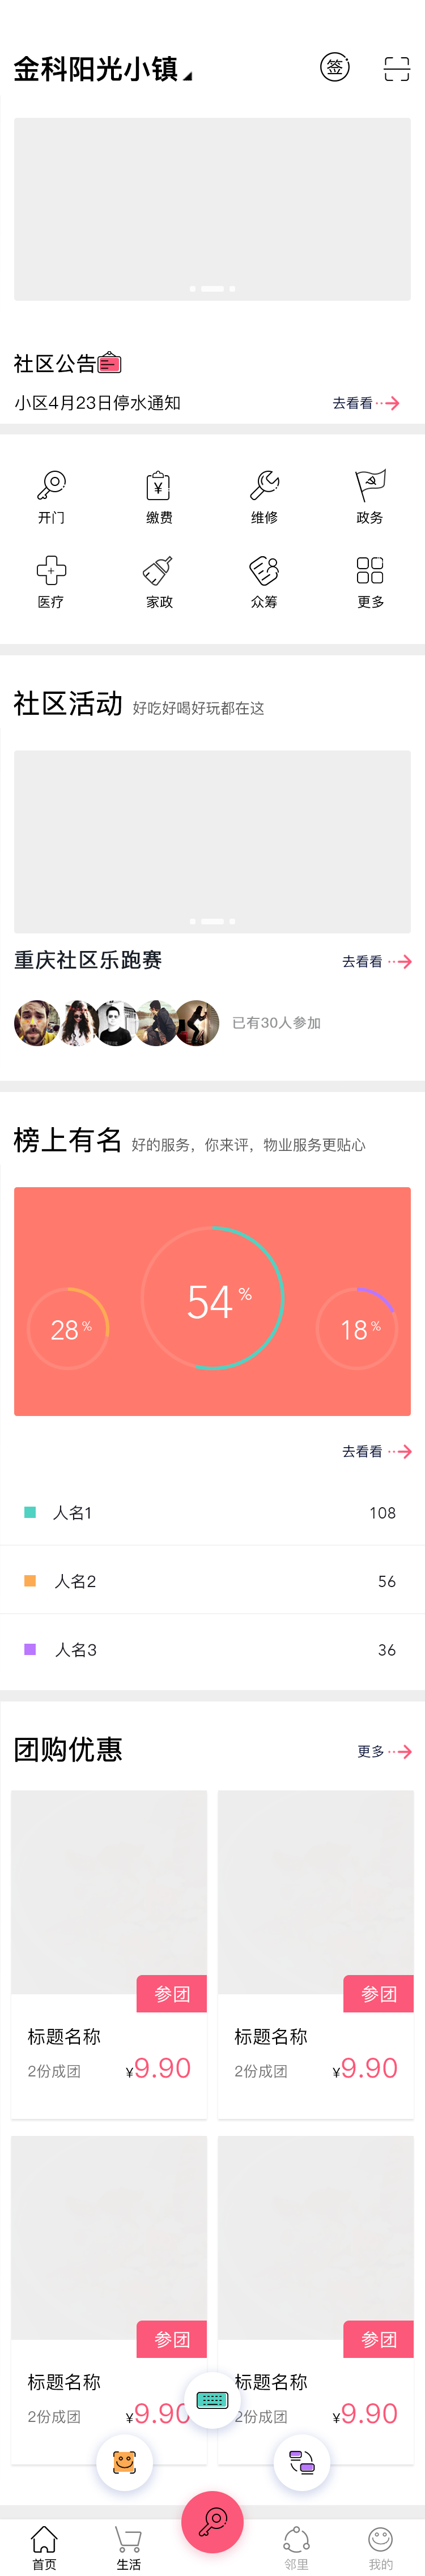 金科阳光小镇
签
社区公告
小区4月23日停水通知 去看看
开门 缴费 维修 政务
医疗 家政 众筹 更多
社区活动 好吃好喝好玩都在这
重庆社区乐跑赛 去看看
已有30人参加
榜上有名 好的服务，你来评，物业服务更贴心
28% 54% 18%
去看看
人名1 108
人名2 56
人名3 36
团购优惠 更多
参团 参团
标题名称 标题名称
2份成团 ¥9.90 2份成团 ¥9.90
参团 参团
标题名称 标题名称
2份成团 ¥9.90 2份成团 ¥9.90
首页 生活 邻里 我的